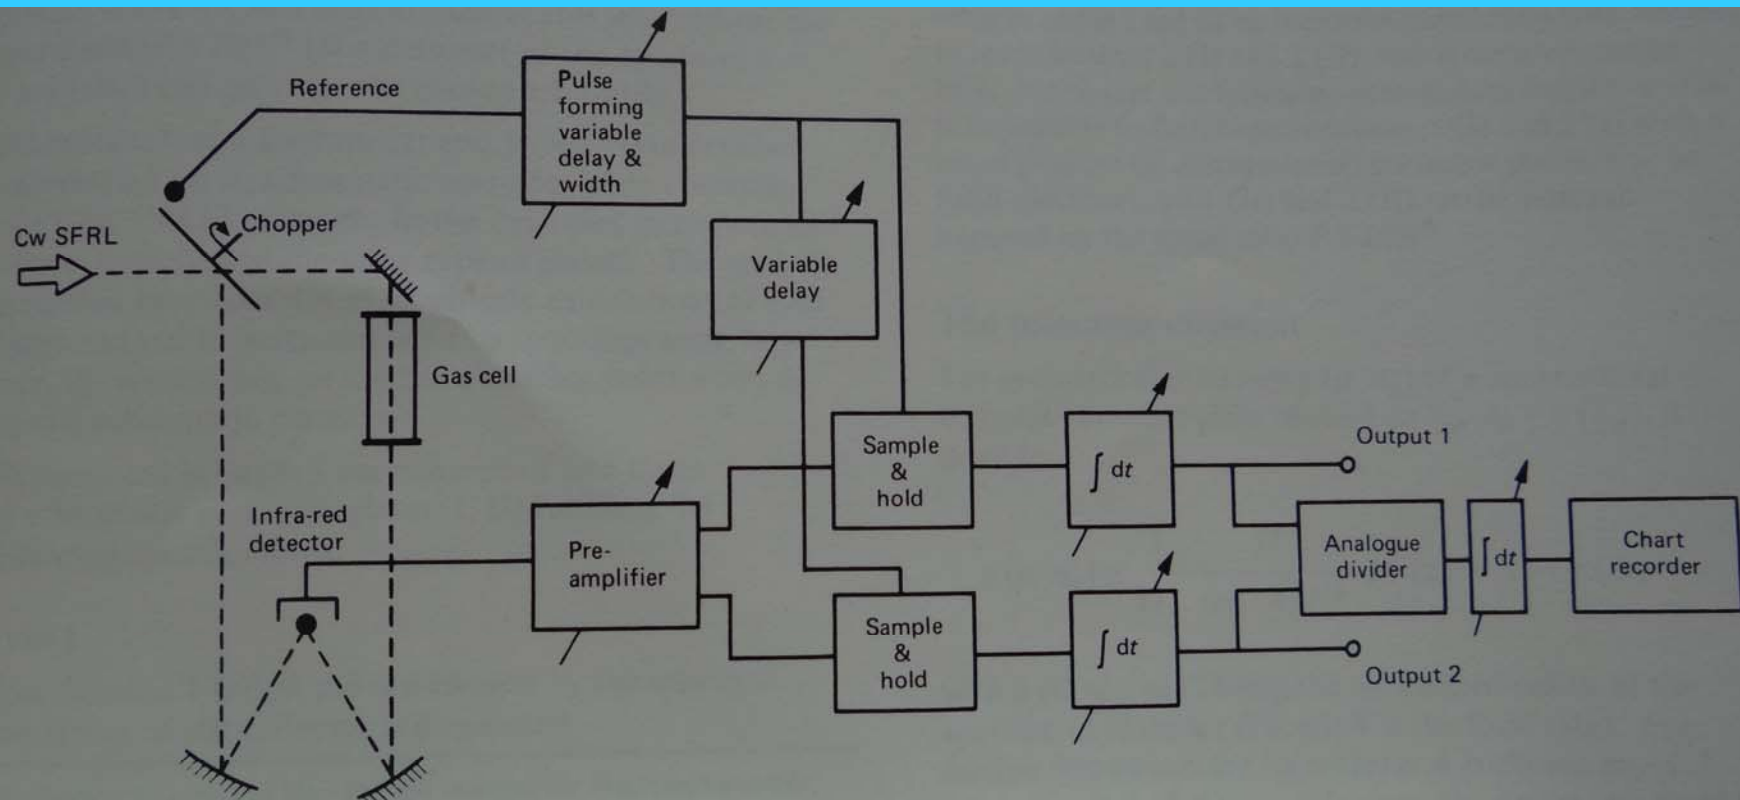 Reference
Pulse
forming
variable
delay &
width
Chopper
Cw SFRL
Variable
delay
Gas cell
Sample
&
hold
∫ dt
Output 1
Infra-red
detector
Pre-
amplifier
Analogue
divider
∫ dt
Chart
recorder
Sample
&
hold
∫ dt
Output 2